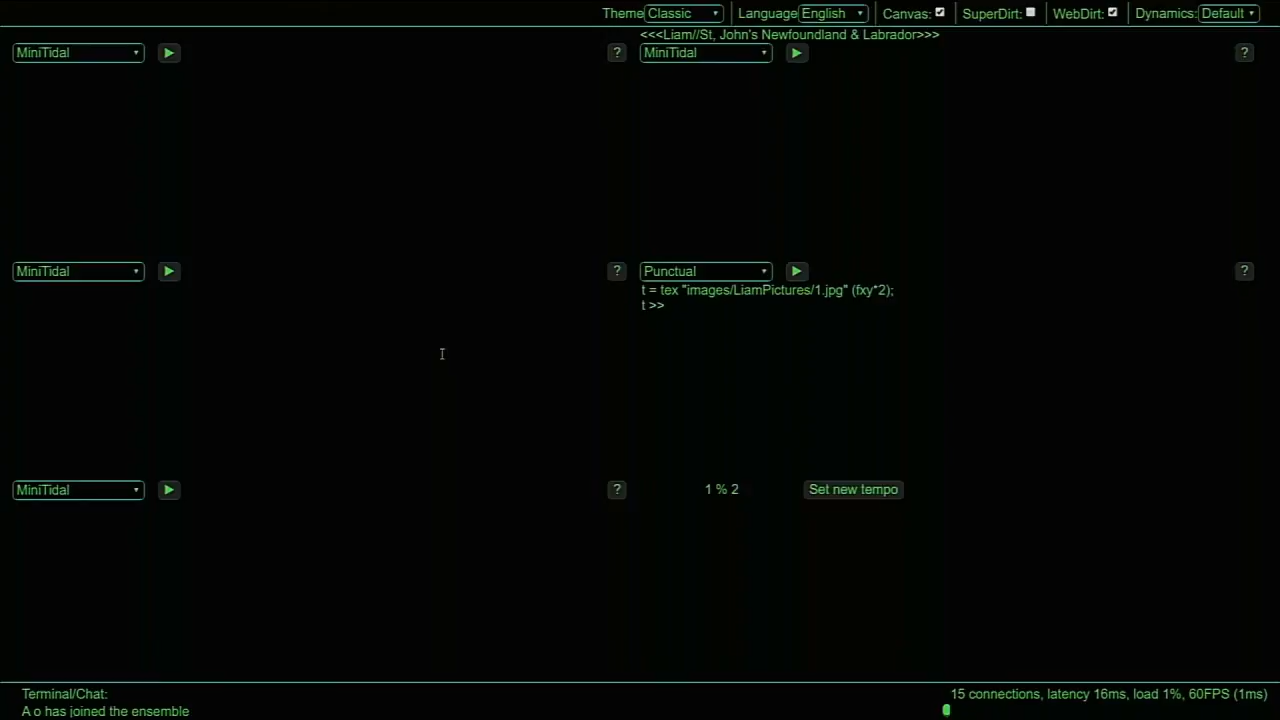 Theme Classic Language English Canvas: SuperDirt: WebDirt: Dynamics: Default
<<<Liam//St, John's Newfoundland & Labrador>>>
MiniTidal ?
MiniTidal ?
MiniTidal ?
Punctual ?
t = tex "images/LiamPictures/1.jpg" (fxy*2);
t >>
MiniTidal ?
1 % 2 Set new tempo
Terminal/Chat:
A o has joined the ensemble
15 connections, latency 16ms, load 1%, 60FPS (1ms)